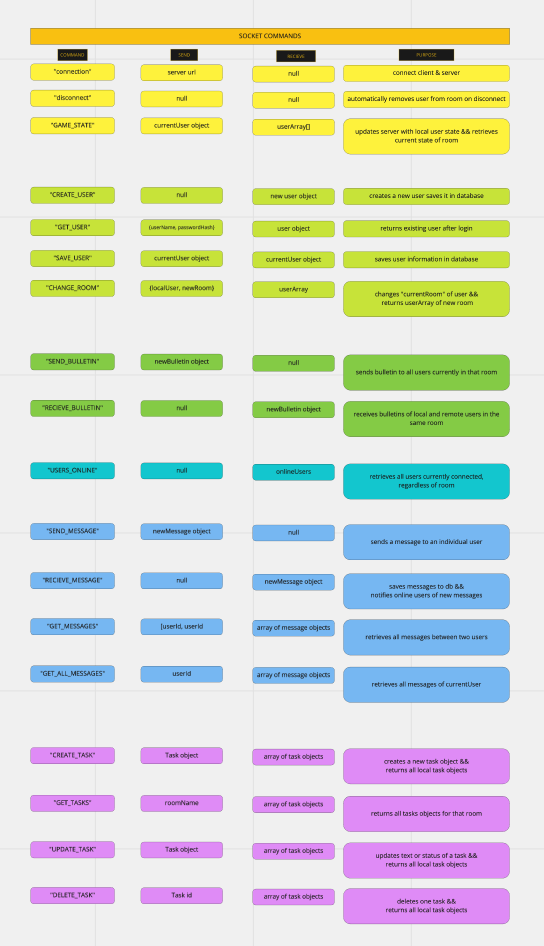 SOCKET COMMANDS
COMMAND SEND RECIEVE PURPOSE
"connection" server url null connect client & server
"disconnect" null null automatically removes user from room on disconnect
"GAME_STATE" currentUser object userArray[] updates server with local user state && retrieves
current state of room
"CREATE_USER" null new user object creates a new user saves it in database
"GET_USER" {userName, passwordHash} user object returns existing user after login
"SAVE_USER" currentUser object currentUser object saves user information in database
"CHANGE_ROOM" {localUser, newRoom} userArray changes "currentRoom" of user &&
returns userArray of new room
"SEND_BULLETIN" newBulletin object null sends bulletin to all users currently in that room
"RECIEVE_BULLETIN" null newBulletin object receives bulletins of local and remote users in the
same room
"USERS_ONLINE" null onlineUsers retrieves all users currently connected,
regardless of room
"SEND_MESSAGE" newMessage object null sends a message to an individual user
"RECIEVE_MESSAGE" null newMessage object saves messages to db &&
notifies online users of new messages
"GET_MESSAGES" [userId, userId array of message objects retrieves all messages between two users
"GET_ALL_MESSAGES" userId array of message objects retrieves all messages of currentUser
"CREATE_TASK" Task object array of task objects creates a new task object &&
returns all local task objects
"GET_TASKS" roomName array of task objects returns all tasks objects for that room
"UPDATE_TASK" Task object array of task objects updates text or status of a task &&
returns all local task objects
"DELETE_TASK" Task id array of task objects deletes one task &&
returns all local task objects